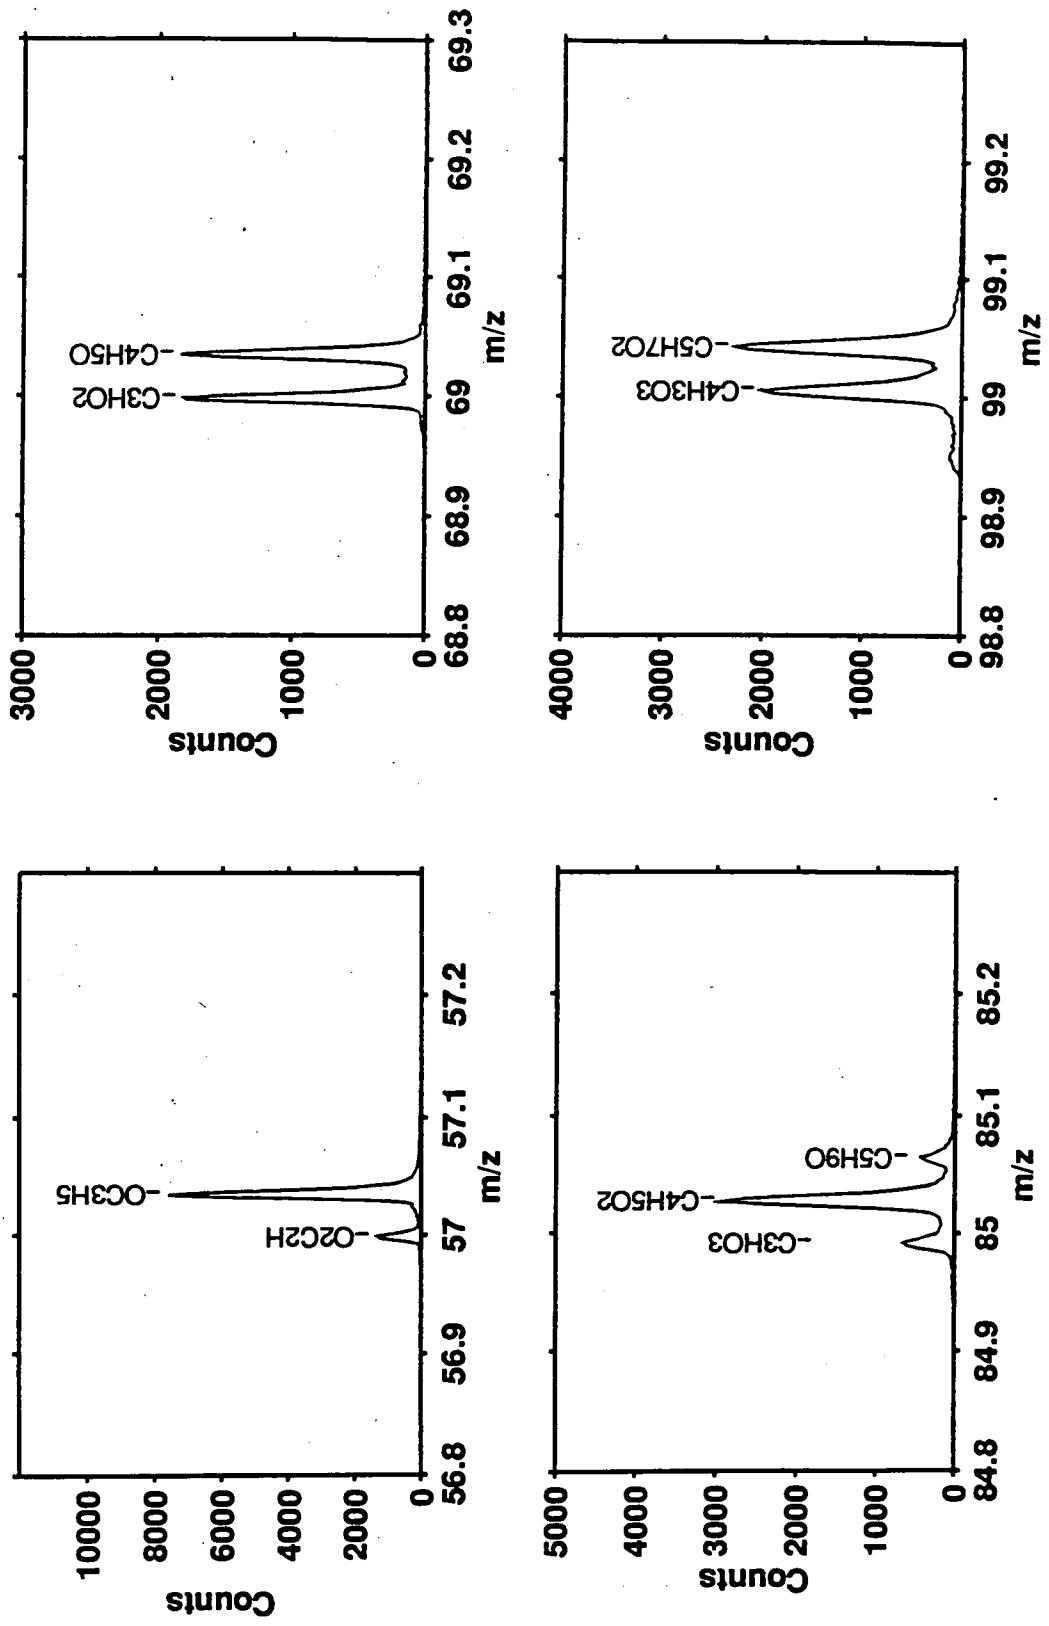 Counts
10000
8000
6000
4000
2000
0
O2C2H
OC3H5
56.8 56.9 57 57.1 57.2
m/z
Counts
3000
2000
1000
0
C3HO2
C4H5O
68.8 68.9 69 69.1 69.2 69.3
m/z
Counts
5000
4000
3000
2000
1000
0
C3HO3
C4H5O2
C5H9O
84.8 84.9 85 85.1 85.2
m/z
Counts
4000
3000
2000
1000
0
C4H3O3
C5H7O2
98.8 98.9 99 99.1 99.2
m/z